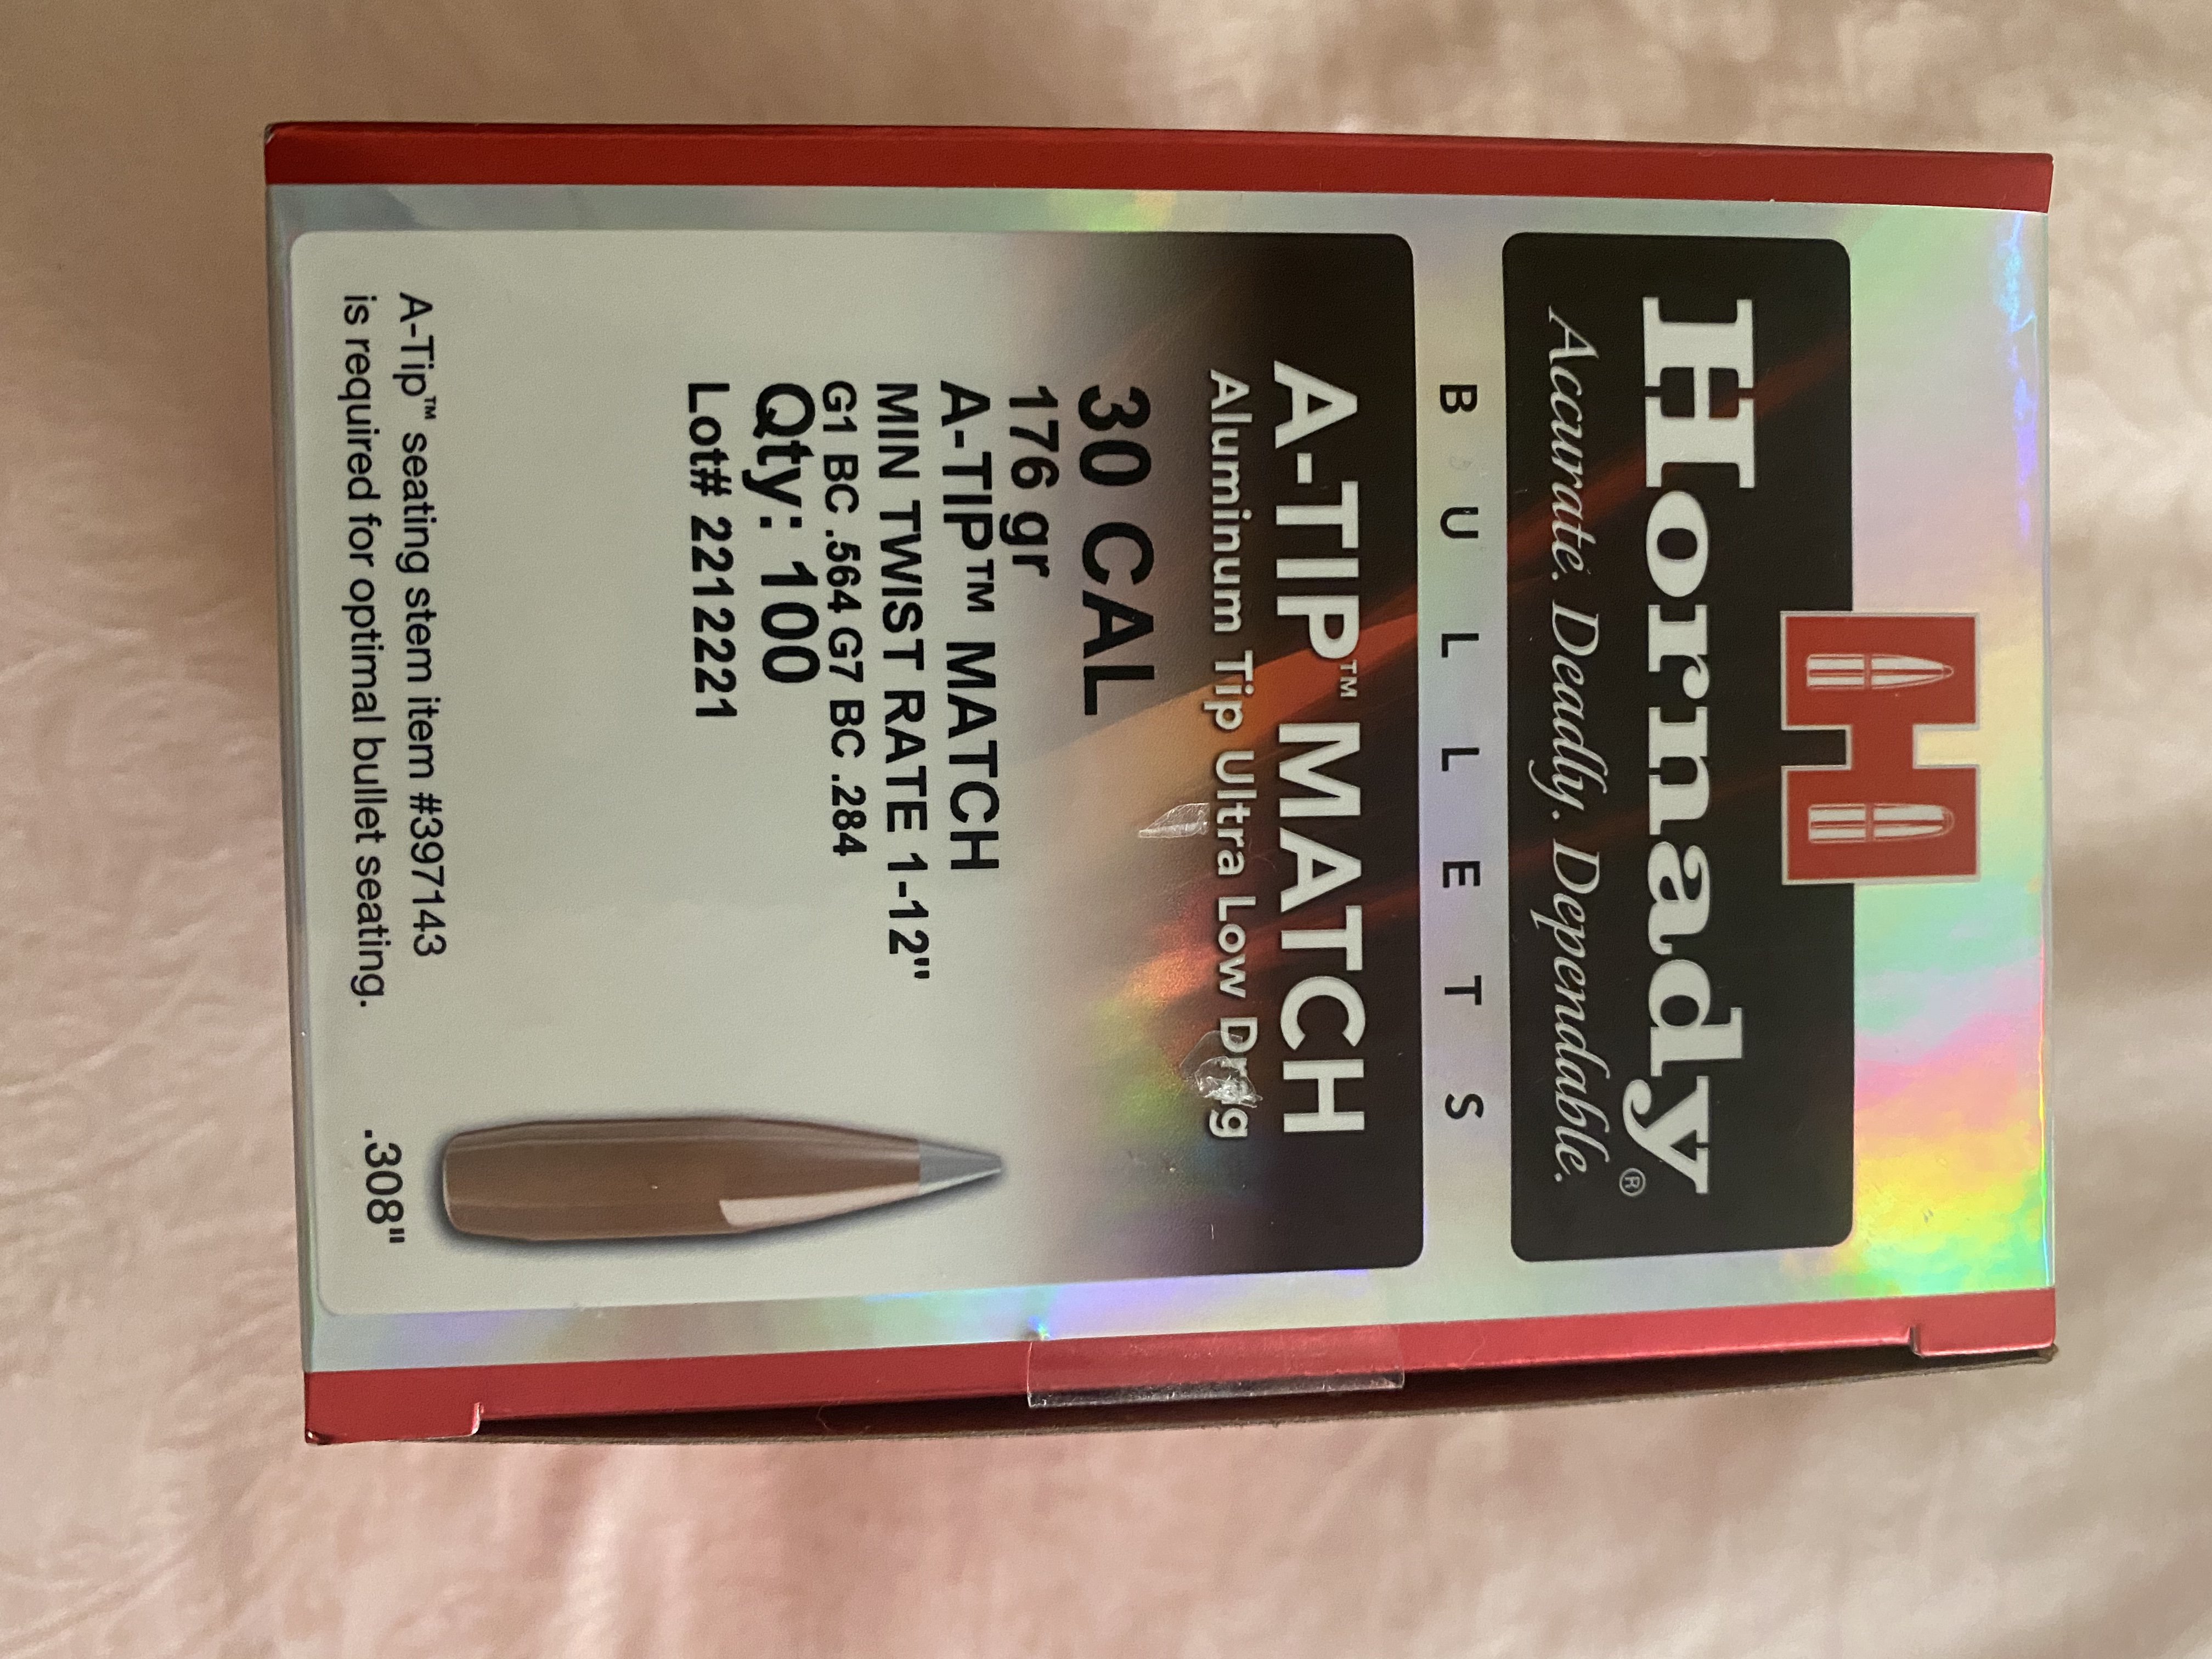 Hornady®
Accurate. Deadly. Dependable.
BULLETS
A-TIP™ MATCH
Aluminum Tip Ultra Low Drag
30 CAL
176 gr
A-TIP™ MATCH
MIN TWIST RATE 1-12"
G1 BC .564 G7 BC .284
Qty: 100
Lot# 2212221
A-Tip™ seating stem item #397143
is required for optimal bullet seating.
.308"